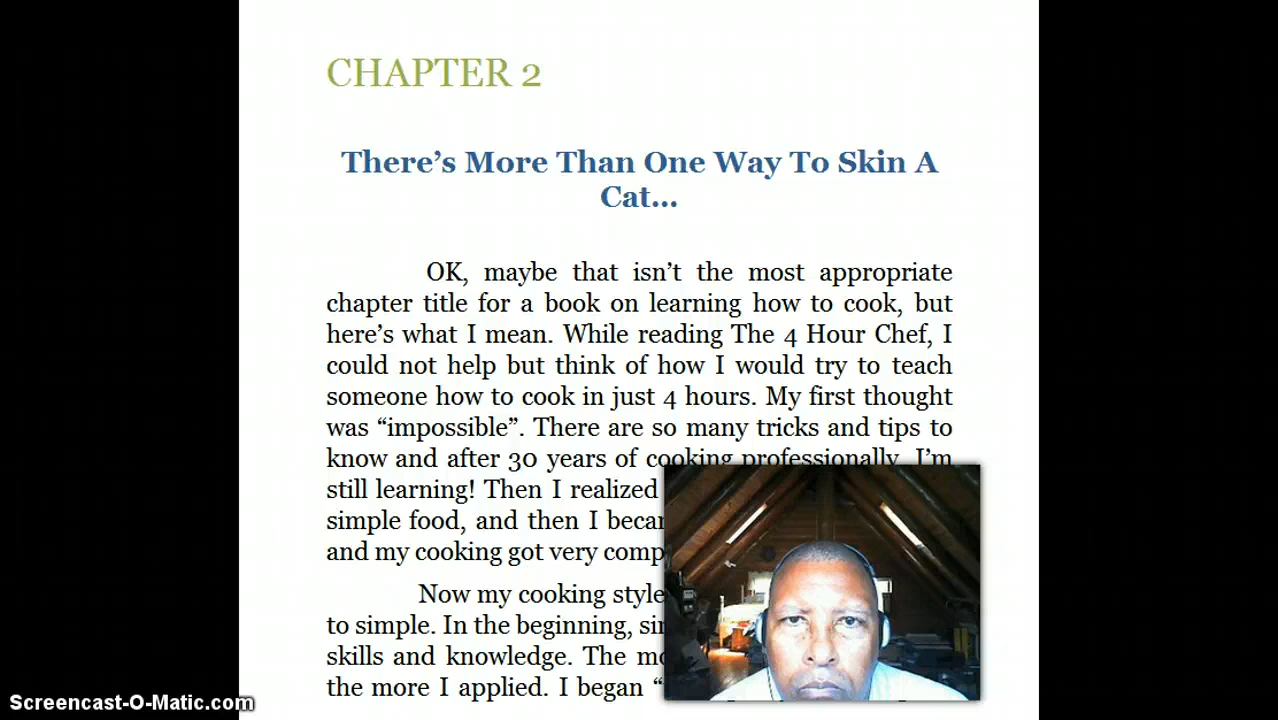 CHAPTER 2
There’s More Than One Way To Skin A
Cat...
OK, maybe that isn’t the most appropriate
chapter title for a book on learning how to cook, but
here’s what I mean. While reading The 4 Hour Chef, I
could not help but think of how I would try to teach
someone how to cook in just 4 hours. My first thought
was “impossible”. There are so many tricks and tips to
know and after 30 years of cooking professionally, I’m
still learning! Then I realized
simple food, and then I
and my cooking got very
Now my cooking style
to simple. In the beginning,
skills and knowledge. The
the more I applied. I began “
Screencast-O-Matic.com